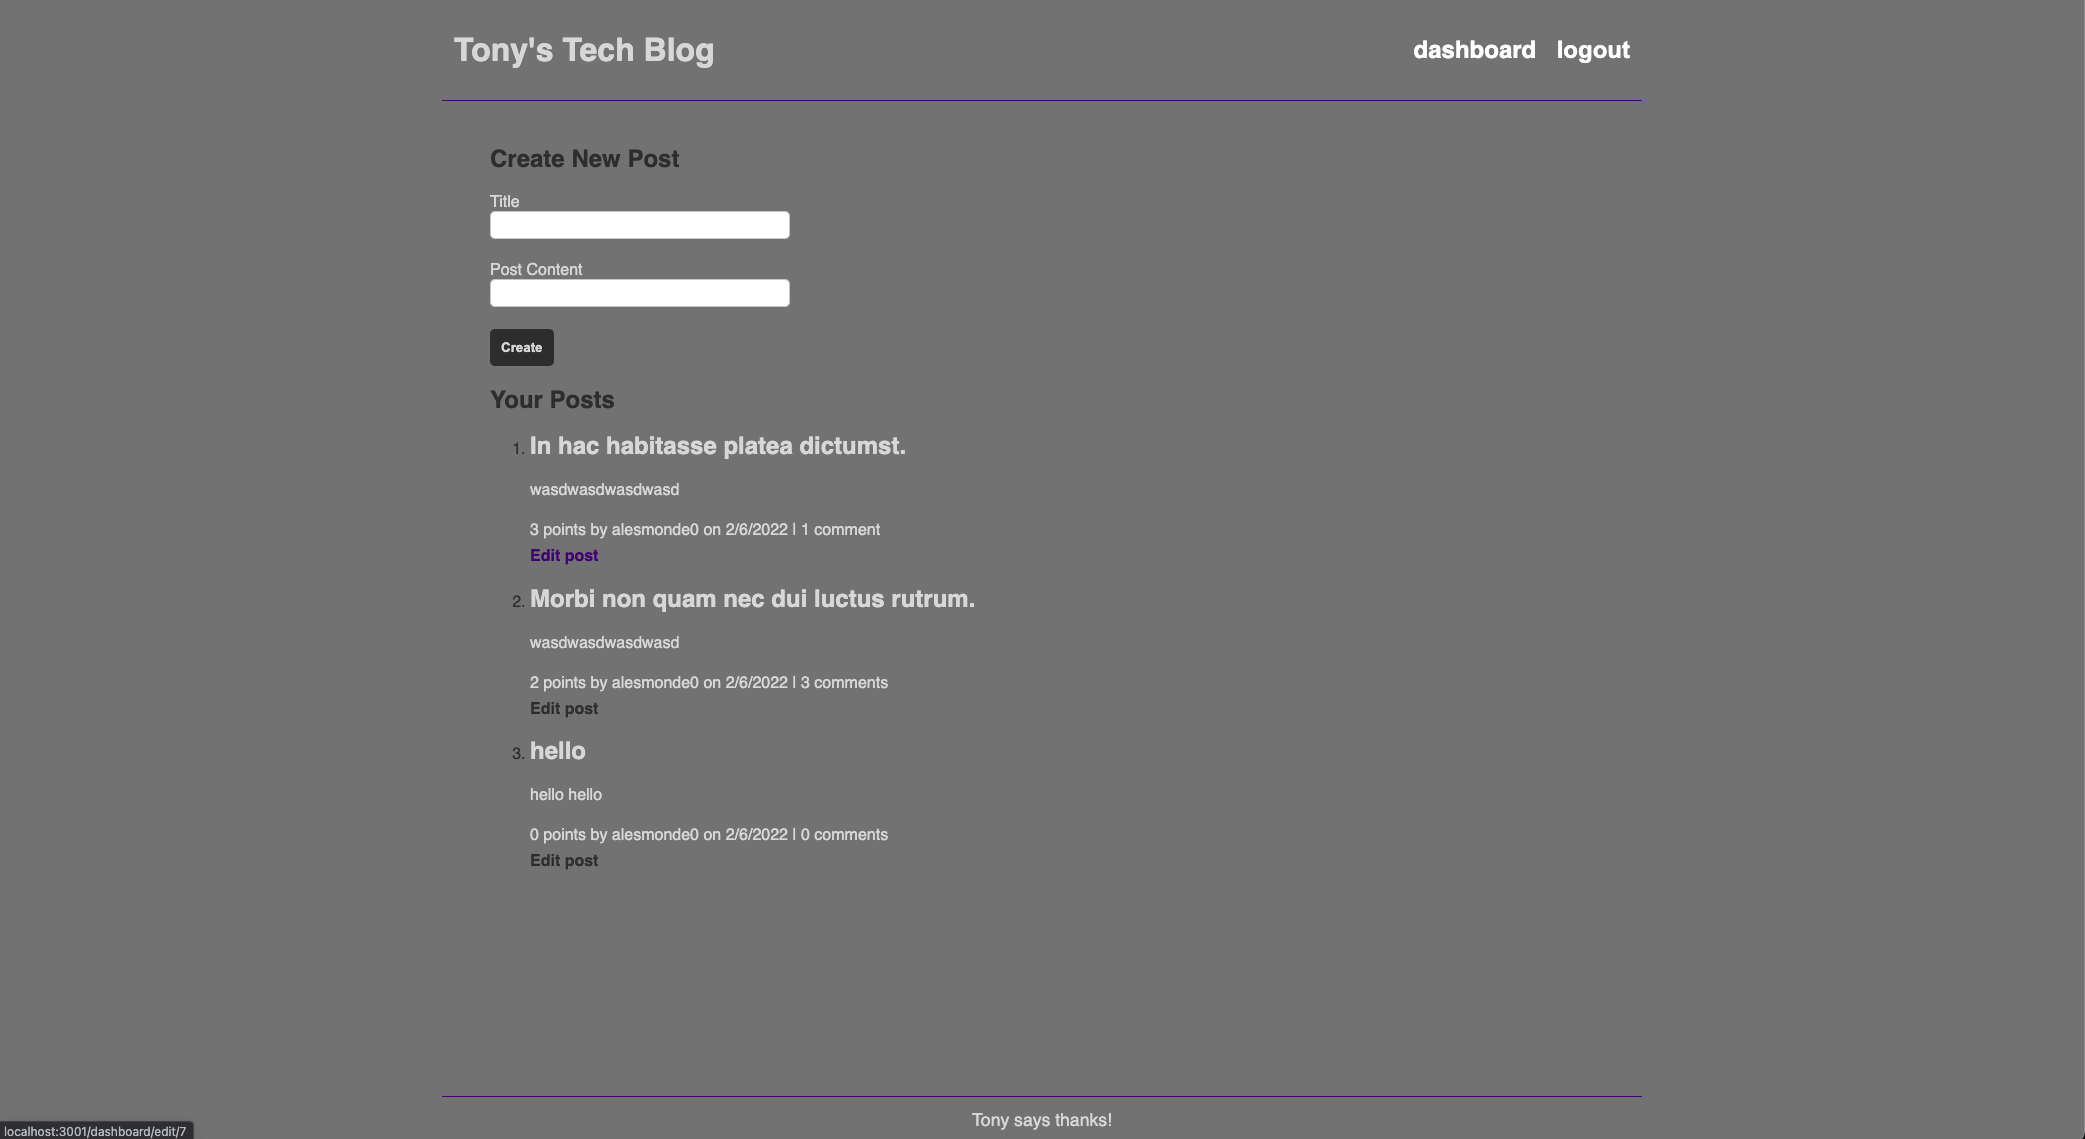 Tony's Tech Blog
dashboard logout
Create New Post
Title
Post Content
Create
Your Posts
1. In hac habitasse platea dictumst.
wasdwasdwasdwasd
3 points by alesmonde0 on 2/6/2022 | 1 comment
Edit post
2. Morbi non quam nec dui luctus rutrum.
wasdwasdwasdwasd
2 points by alesmonde0 on 2/6/2022 | 3 comments
Edit post
3. hello
hello hello
0 points by alesmonde0 on 2/6/2022 | 0 comments
Edit post
Tony says thanks!
localhost:3001/dashboard/edit/7